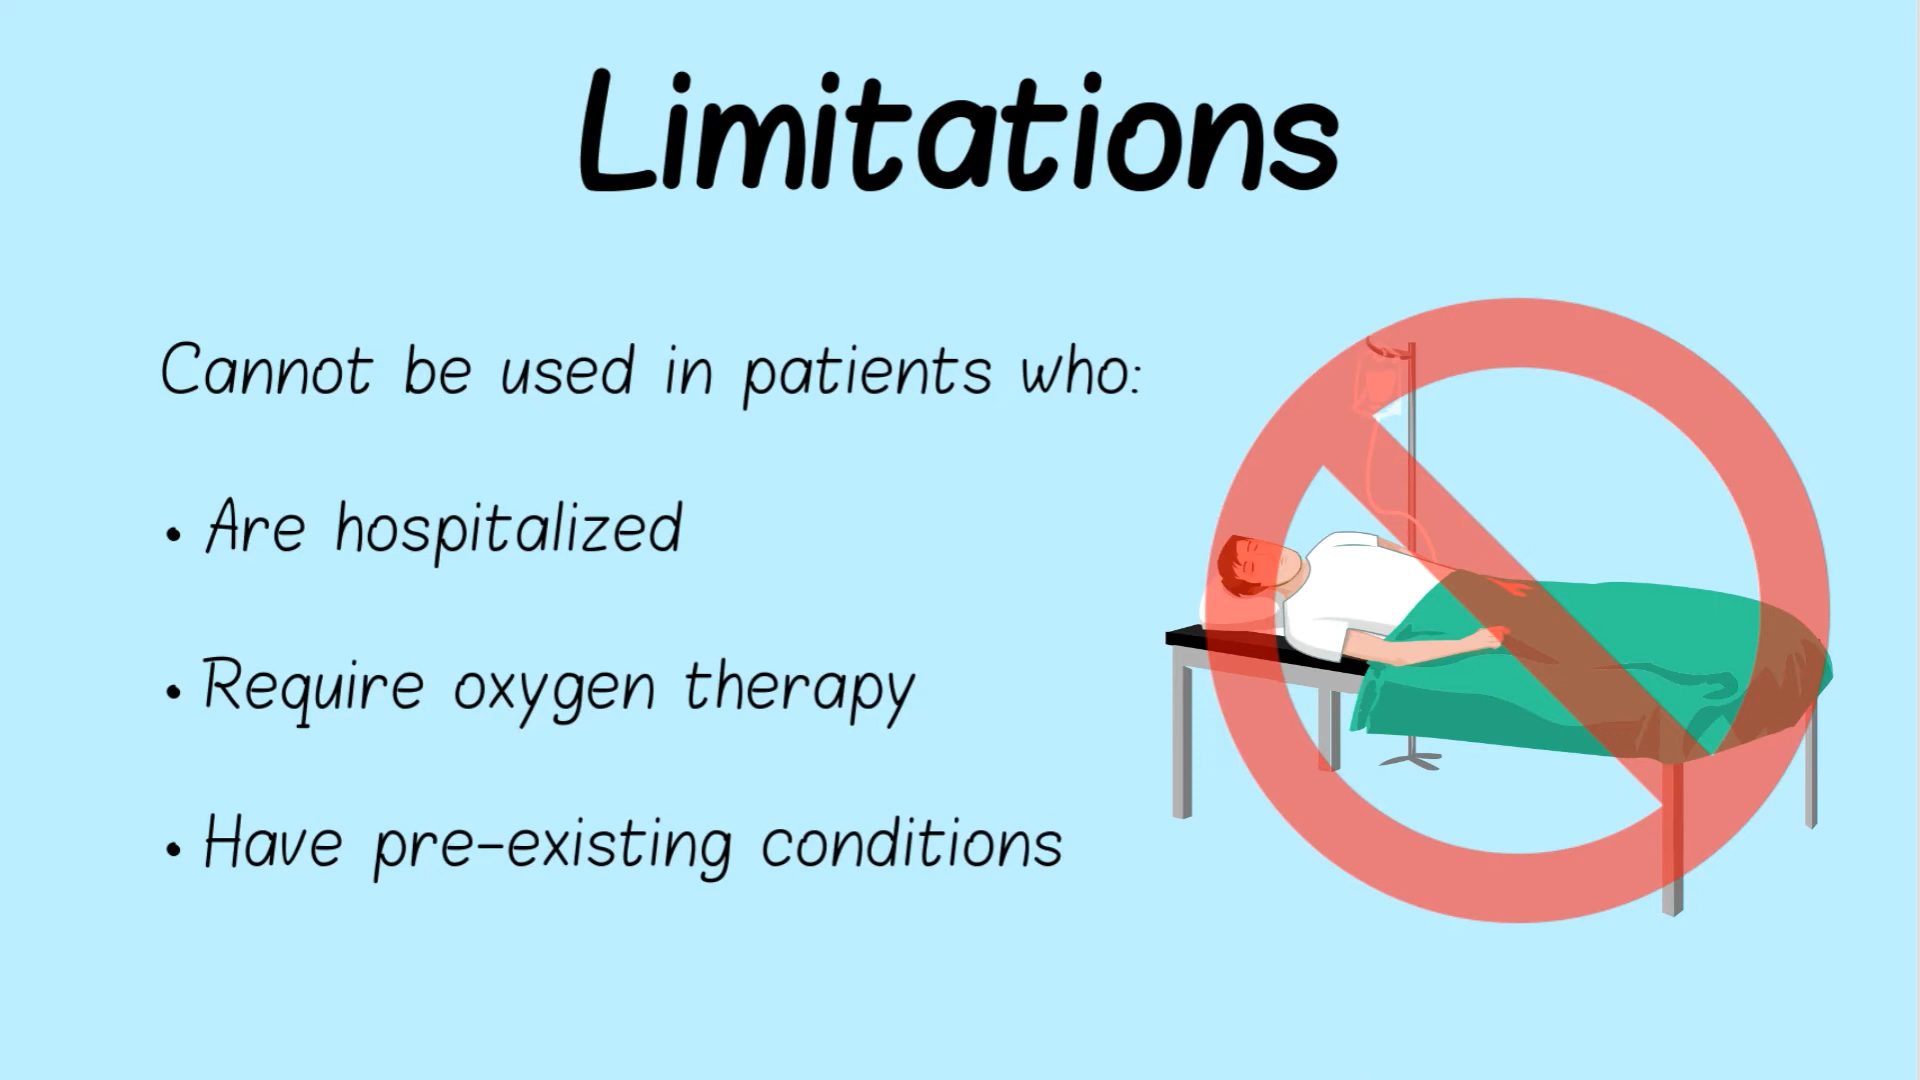 Limitations
Cannot be used in patients who:
• Are hospitalized
• Require oxygen therapy
• Have pre-existing conditions